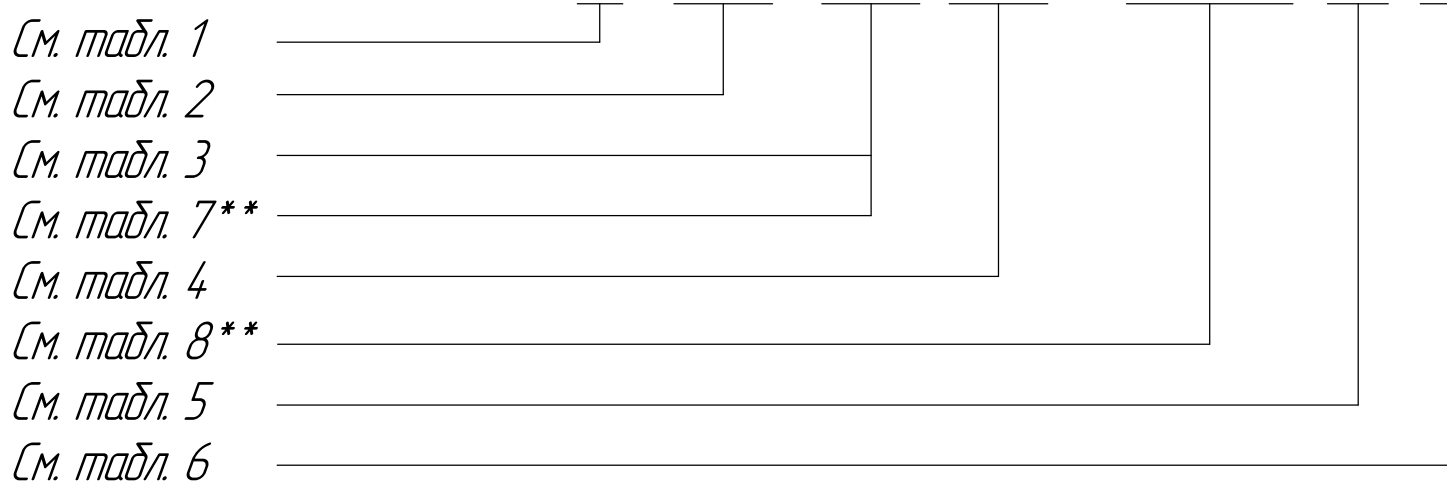 См. табл. 1
См. табл. 2
См. табл. 3
См. табл. 7**
См. табл. 4
См. табл. 8**
См. табл. 5
См. табл. 6